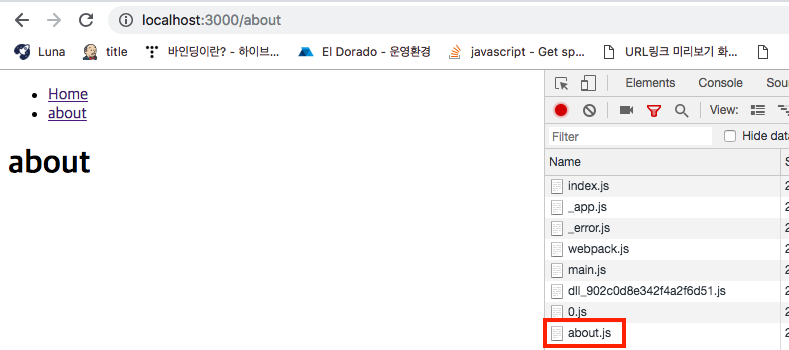 localhost:3000/about
Luna title 바인딩이란? - 하이브... El Dorado - 운영환경 javascript - Get sp... URL링크 미리보기 화...
Home
about
about
Elements Console Sou
View:
Filter Hide data
Name S
index.js 2
_app.js 2
_error.js 2
webpack.js 2
main.js 2
dll_902c0d8e342f4a2f6d51.js 2
0.js 2
about.js 2